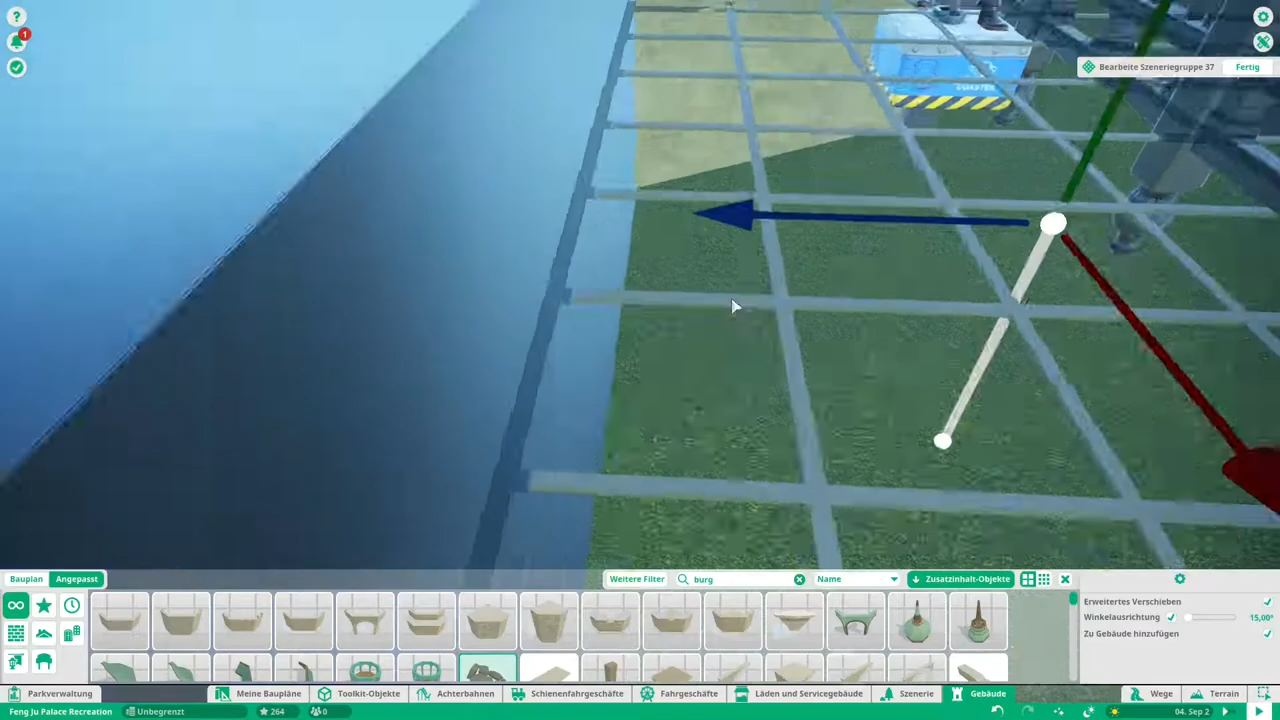 ?
1
Bearbeite Szeneriegruppe 37 Fertig
Bauplan Angepasst Weitere Filter burg Name Zusatzinhalt-Objekte
Erweitertes Verschieben
Winkelausrichtung 15,00°
Zu Gebäude hinzufügen
Parkverwaltung Meine Baupläne Toolkit-Objekte Achterbahnen Schienenfahrgeschäfte Fahrgeschäfte Läden und Servicegebäude Szenerie Gebäude Wege Terrain
Feng Ju Palace Recreation Unbegrenzt 264 0 04. Sep 2